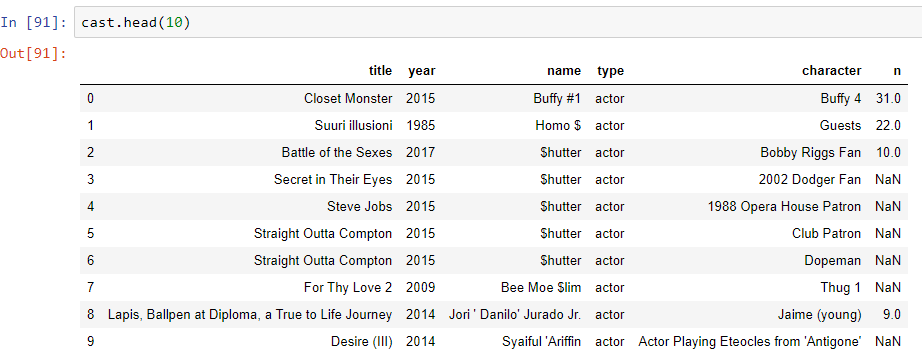 In [91]: cast.head(10)
Out[91]:
title year name type character n
0 Closet Monster 2015 Buffy #1 actor Buffy 4 31.0
1 Suuri illusioni 1985 Homo $ actor Guests 22.0
2 Battle of the Sexes 2017 $hutter actor Bobby Riggs Fan 10.0
3 Secret in Their Eyes 2015 $hutter actor 2002 Dodger Fan NaN
4 Steve Jobs 2015 $hutter actor 1988 Opera House Patron NaN
5 Straight Outta Compton 2015 $hutter actor Club Patron NaN
6 Straight Outta Compton 2015 $hutter actor Dopeman NaN
7 For Thy Love 2 2009 Bee Moe $lim actor Thug 1 NaN
8 Lapis, Ballpen at Diploma, a True to Life Journey 2014 Jori ' Danilo' Jurado Jr. actor Jaime (young) 9.0
9 Desire (III) 2014 Syaiful 'Ariffin actor Actor Playing Eteocles from 'Antigone' NaN